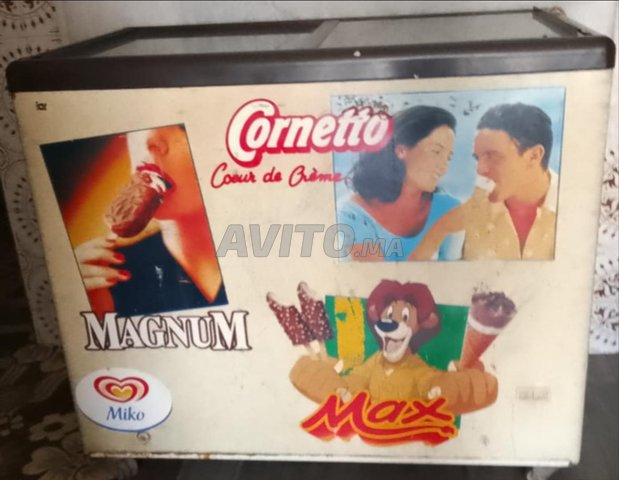 Cornetto
Coeur de Crème
AVITO.MA
MAGNUM
Miko
Max